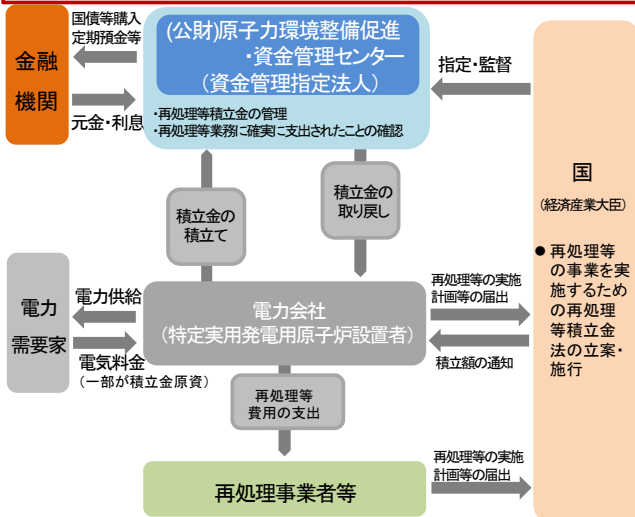 国債等購入
定期預金等
金融
機関
元金・利息
(公財)原子力環境整備促進
・資金管理センター
(資金管理指定法人)
・再処理等積立金の管理
・再処理等業務に確実に支出されたことの確認
指定・監督
国
(経済産業大臣)
● 再処理等
の事業を実
施するため
の再処理
等積立金
法の立案・
施行
積立金の
積立て
積立金の
取り戻し
電力
需要家
電力供給
電気料金
(一部が積立金原資)
電力会社
(特定実用発電用原子炉設置者)
再処理等の実施
計画等の届出
積立額の通知
再処理等
費用の支出
再処理事業者等
再処理等の実施
計画等の届出